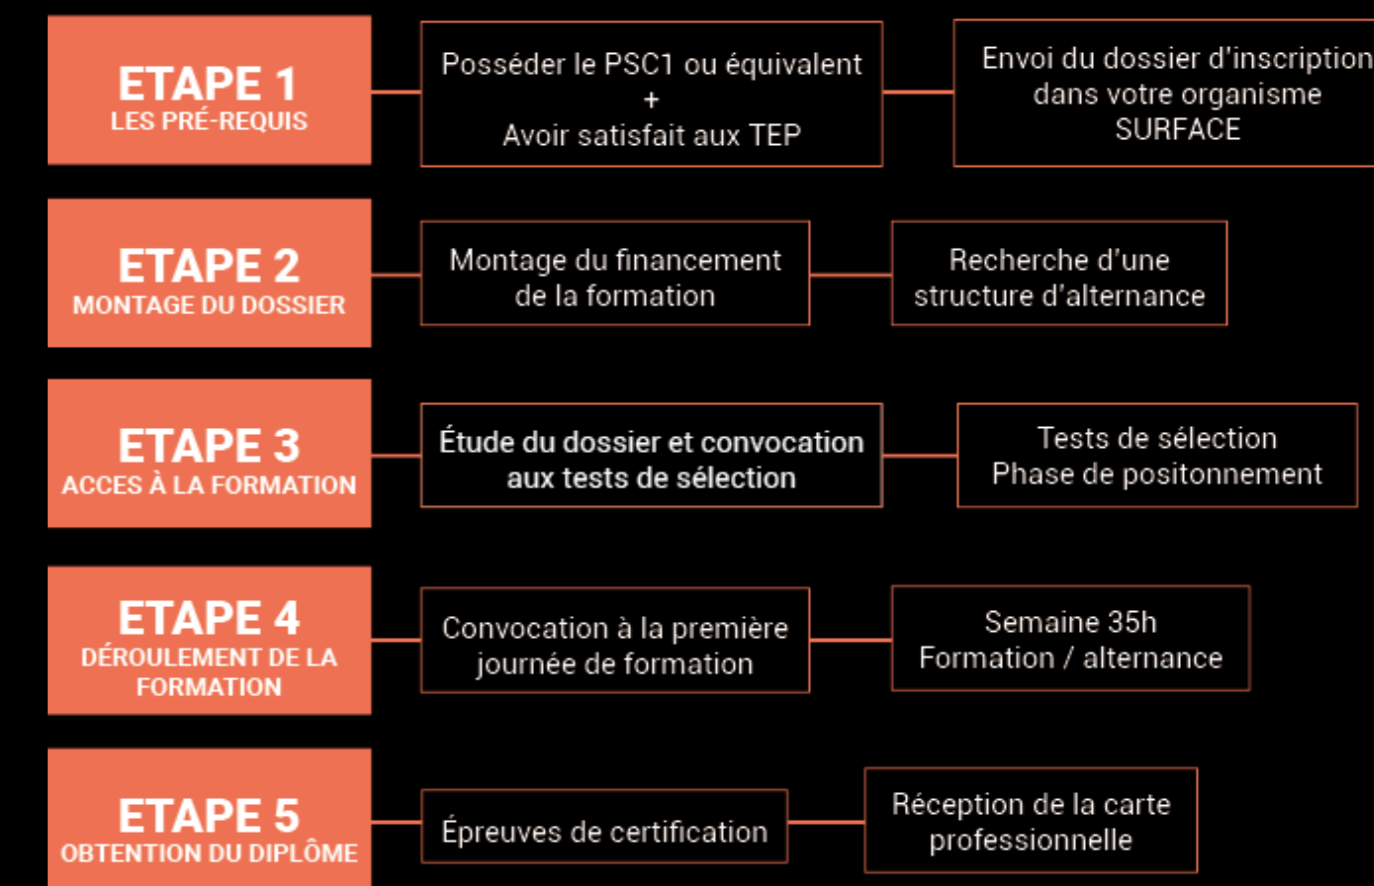 ETAPE 1
LES PRÉ-REQUIS
Posséder le PSC1 ou équivalent
+
Avoir satisfait aux TEP
Envoi du dossier d'inscription
dans votre organisme
SURFACE
ETAPE 2
MONTAGE DU DOSSIER
Montage du financement
de la formation
Recherche d'une
structure d'alternance
ETAPE 3
ACCES À LA FORMATION
Étude du dossier et convocation
aux tests de sélection
Tests de sélection
Phase de positonnement
ETAPE 4
DÉROULEMENT DE LA
FORMATION
Convocation à la première
journée de formation
Semaine 35h
Formation / alternance
ETAPE 5
OBTENTION DU DIPLÔME
Épreuves de certification
Réception de la carte
professionnelle